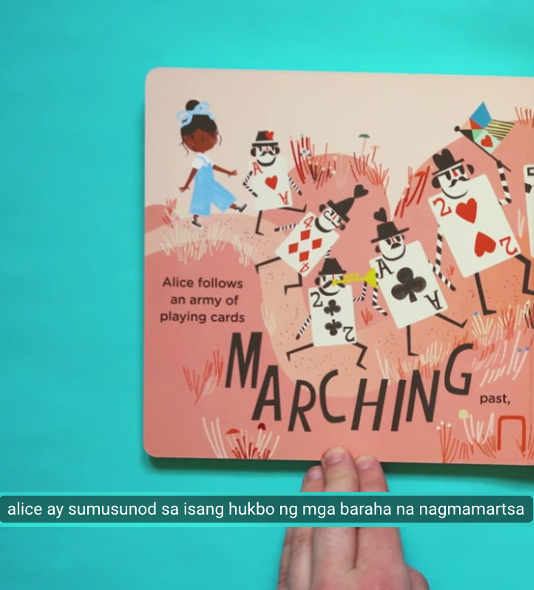 Alice follows
an army of
playing cards
MARCHING
past,
alice ay sumusunod sa isang hukbo ng mga baraha na nagmamartsa